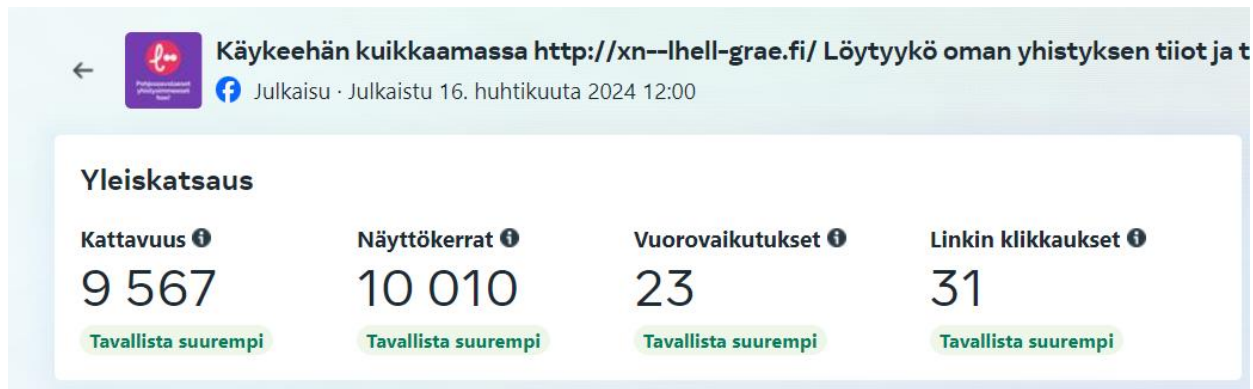 Käykeehän kuikkaamassa http://xn--lhell-grae.fi/ Löytyykö oman yhistyksen tiiot ja t
Julkaisu · Julkaistu 16. huhtikuuta 2024 12:00
Yleiskatsaus
Kattavuus Näyttökerrat Vuorovaikutukset Linkin klikkaukset
9 567 10 010 23 31
Tavallista suurempi Tavallista suurempi Tavallista suurempi Tavallista suurempi